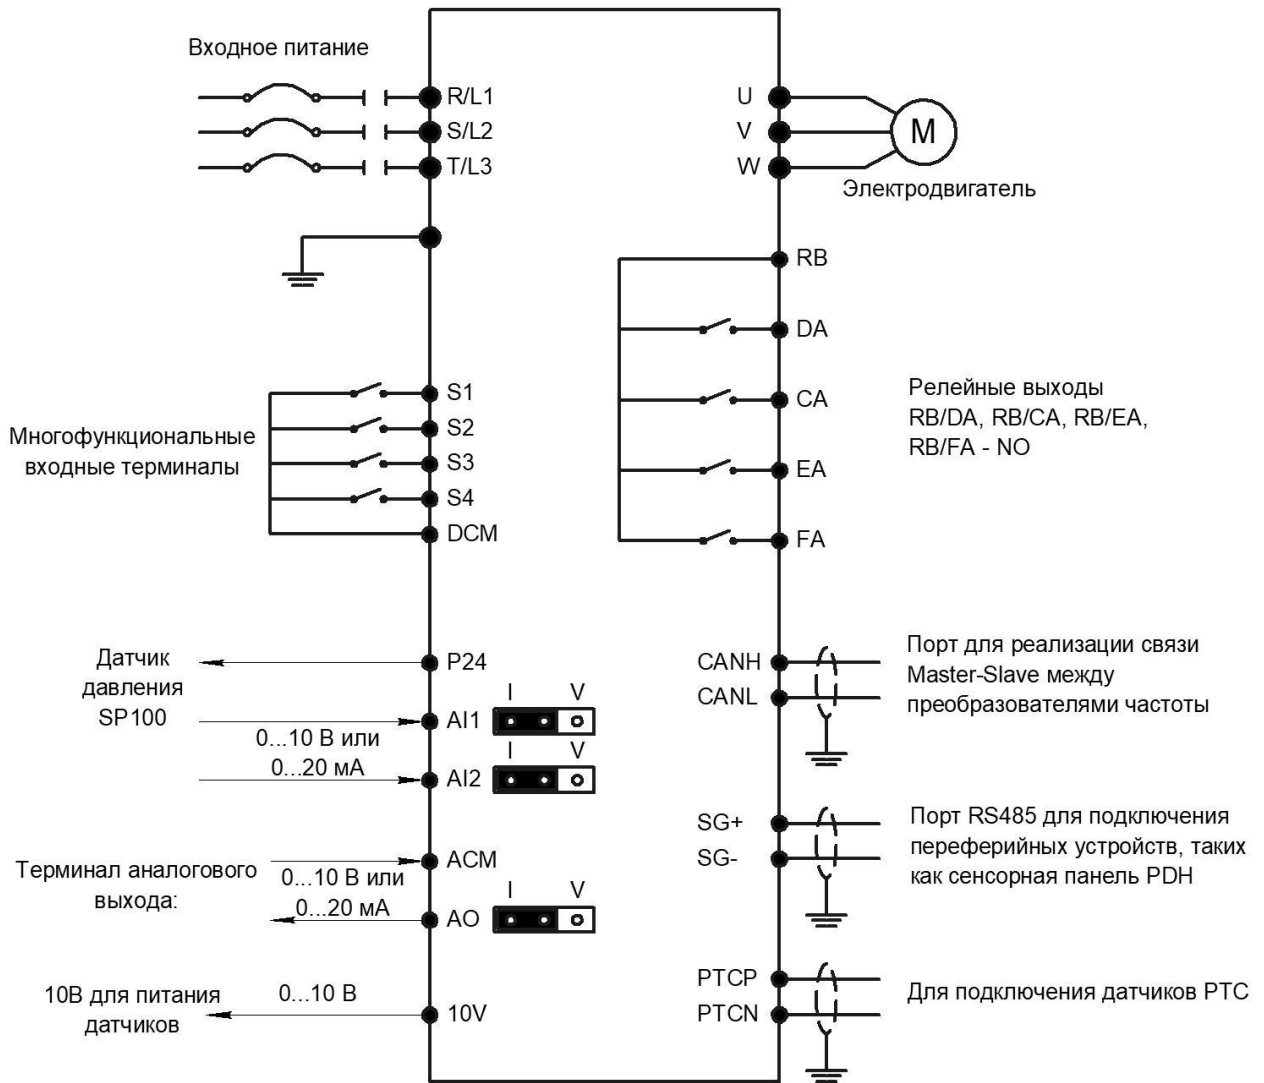 Входное питание
R/L1
S/L2
T/L3
U
V
W
M
Электродвигатель
Многофункциональные
входные терминалы
S1
S2
S3
S4
DCM
RB
DA
CA
EA
FA
Релейные выходы
RB/DA, RB/CA, RB/EA,
RB/FA - NO
Датчик
давления
SP100
P24
AI1
I V
0...10 В или
0...20 мА
AI2
I V
Терминал аналогового
выхода:
ACM
0...10 В или
0...20 мА
AO
I V
10В для питания
датчиков
0...10 В
10V
CANH
CANL
Порт для реализации связи
Master-Slave между
преобразователями частоты
SG+
SG-
Порт RS485 для подключения
переферийных устройств, таких
как сенсорная панель PDH
PTCP
PTCN
Для подключения датчиков PTC